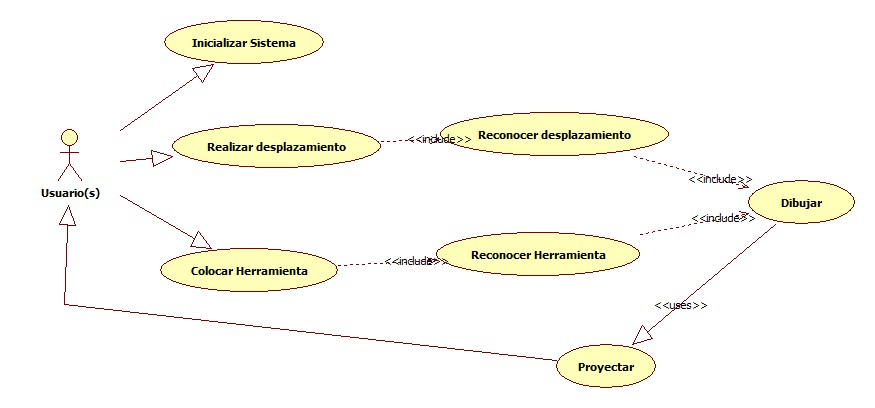 Inicializar Sistema
Realizar desplazamiento
<<include>>
Reconocer desplazamiento
<<include>>
Usuario(s)
Dibujar
<<include>>
Colocar Herramienta
<<include>>
Reconocer Herramienta
<<uses>>
Proyectar